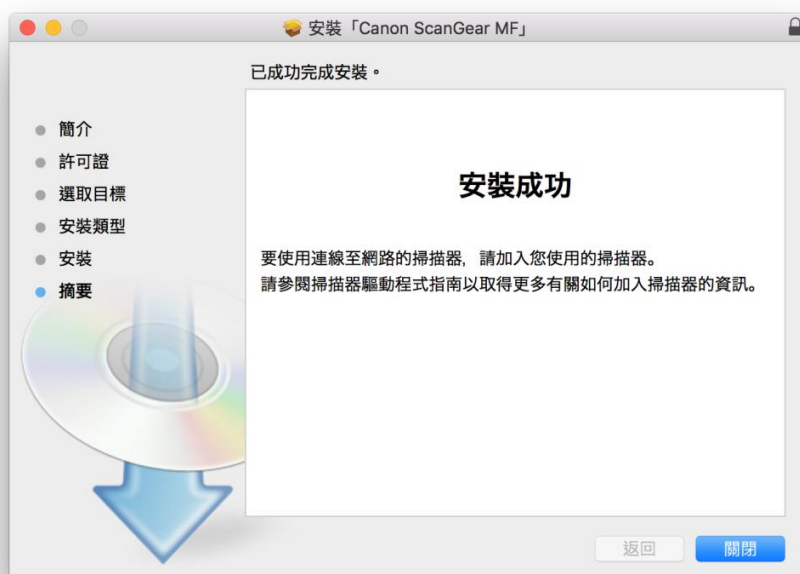 安裝「Canon ScanGear MF」
已成功完成安裝。
簡介
許可證
選取目標
安裝類型
安裝
摘要
安裝成功
要使用連線至網路的掃描器，請加入您使用的掃描器。
請參閱掃描器驅動程式指南以取得更多有關如何加入掃描器的資訊。
返回
關閉